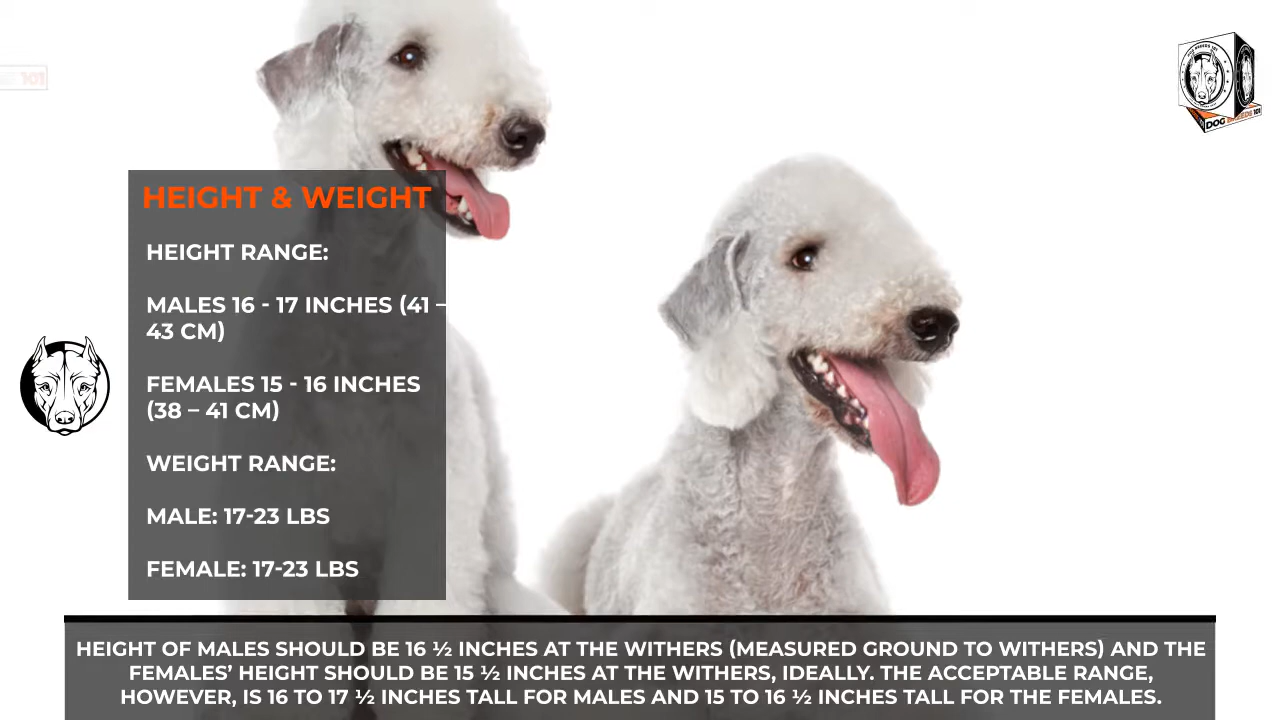 101
DOG BREEDS 101
HEIGHT & WEIGHT
HEIGHT RANGE:
MALES 16 - 17 INCHES (41 –
43 CM)
FEMALES 15 - 16 INCHES
(38 – 41 CM)
WEIGHT RANGE:
MALE: 17-23 LBS
FEMALE: 17-23 LBS
HEIGHT OF MALES SHOULD BE 16 ½ INCHES AT THE WITHERS (MEASURED GROUND TO WITHERS) AND THE
FEMALES’ HEIGHT SHOULD BE 15 ½ INCHES AT THE WITHERS, IDEALLY. THE ACCEPTABLE RANGE,
HOWEVER, IS 16 TO 17 ½ INCHES TALL FOR MALES AND 15 TO 16 ½ INCHES TALL FOR THE FEMALES.